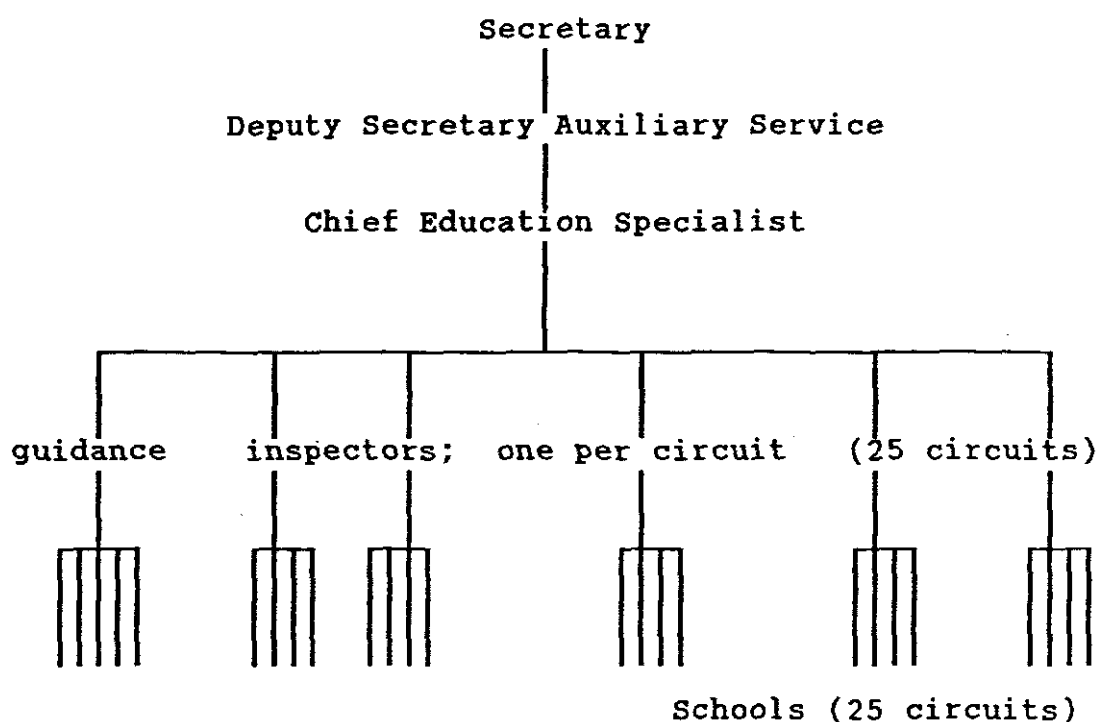 Secretary
Deputy Secretary Auxiliary Service
Chief Education Specialist
guidance inspectors; one per circuit (25 circuits)
Schools (25 circuits)